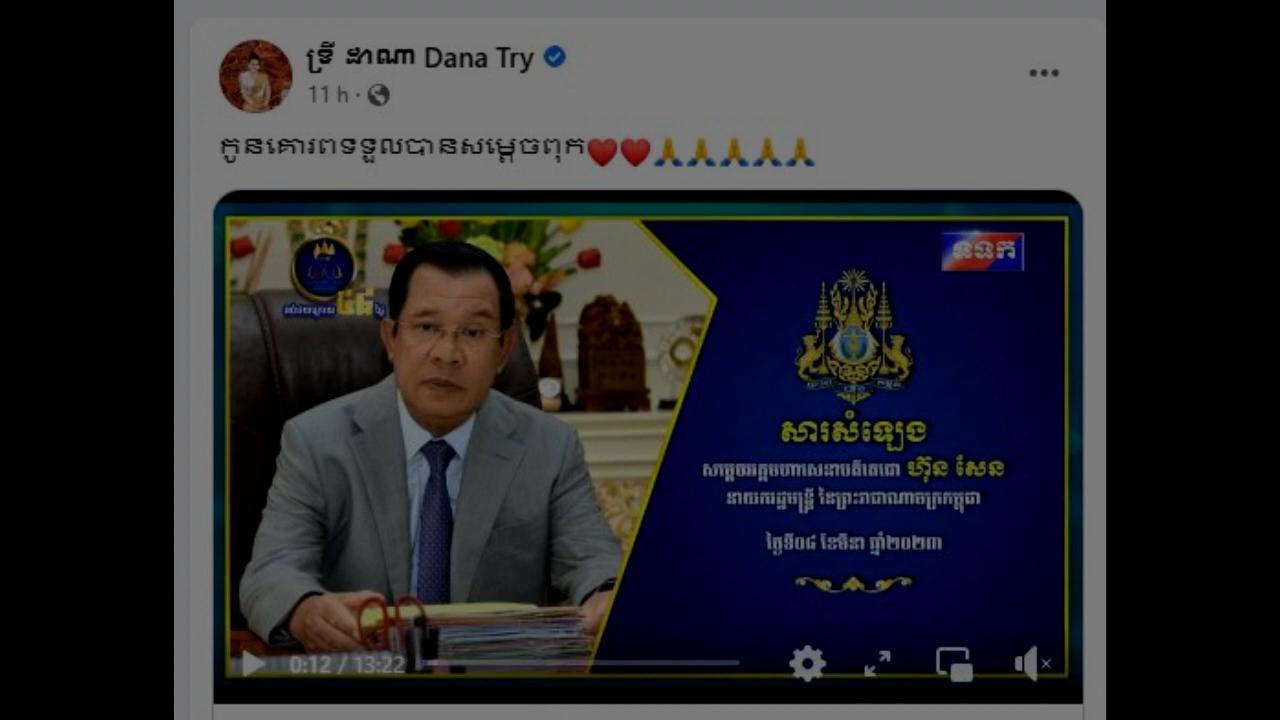 ទ្រី ដាណា Dana Try
11 h ·
កូនគោរពទទួលបានសម្ដេចពុក❤️❤️🙏🙏🙏🙏🙏
នទក
សារសំឡេង
សម្តេចអគ្គមហាសេនាបតីតេជោ ហ៊ុន សែន
នាយករដ្ឋមន្ត្រី នៃព្រះរាជាណាចក្រកម្ពុជា
ថ្ងៃទី០៨ ខែមីនា ឆ្នាំ២០២៣
0:12 / 13:22